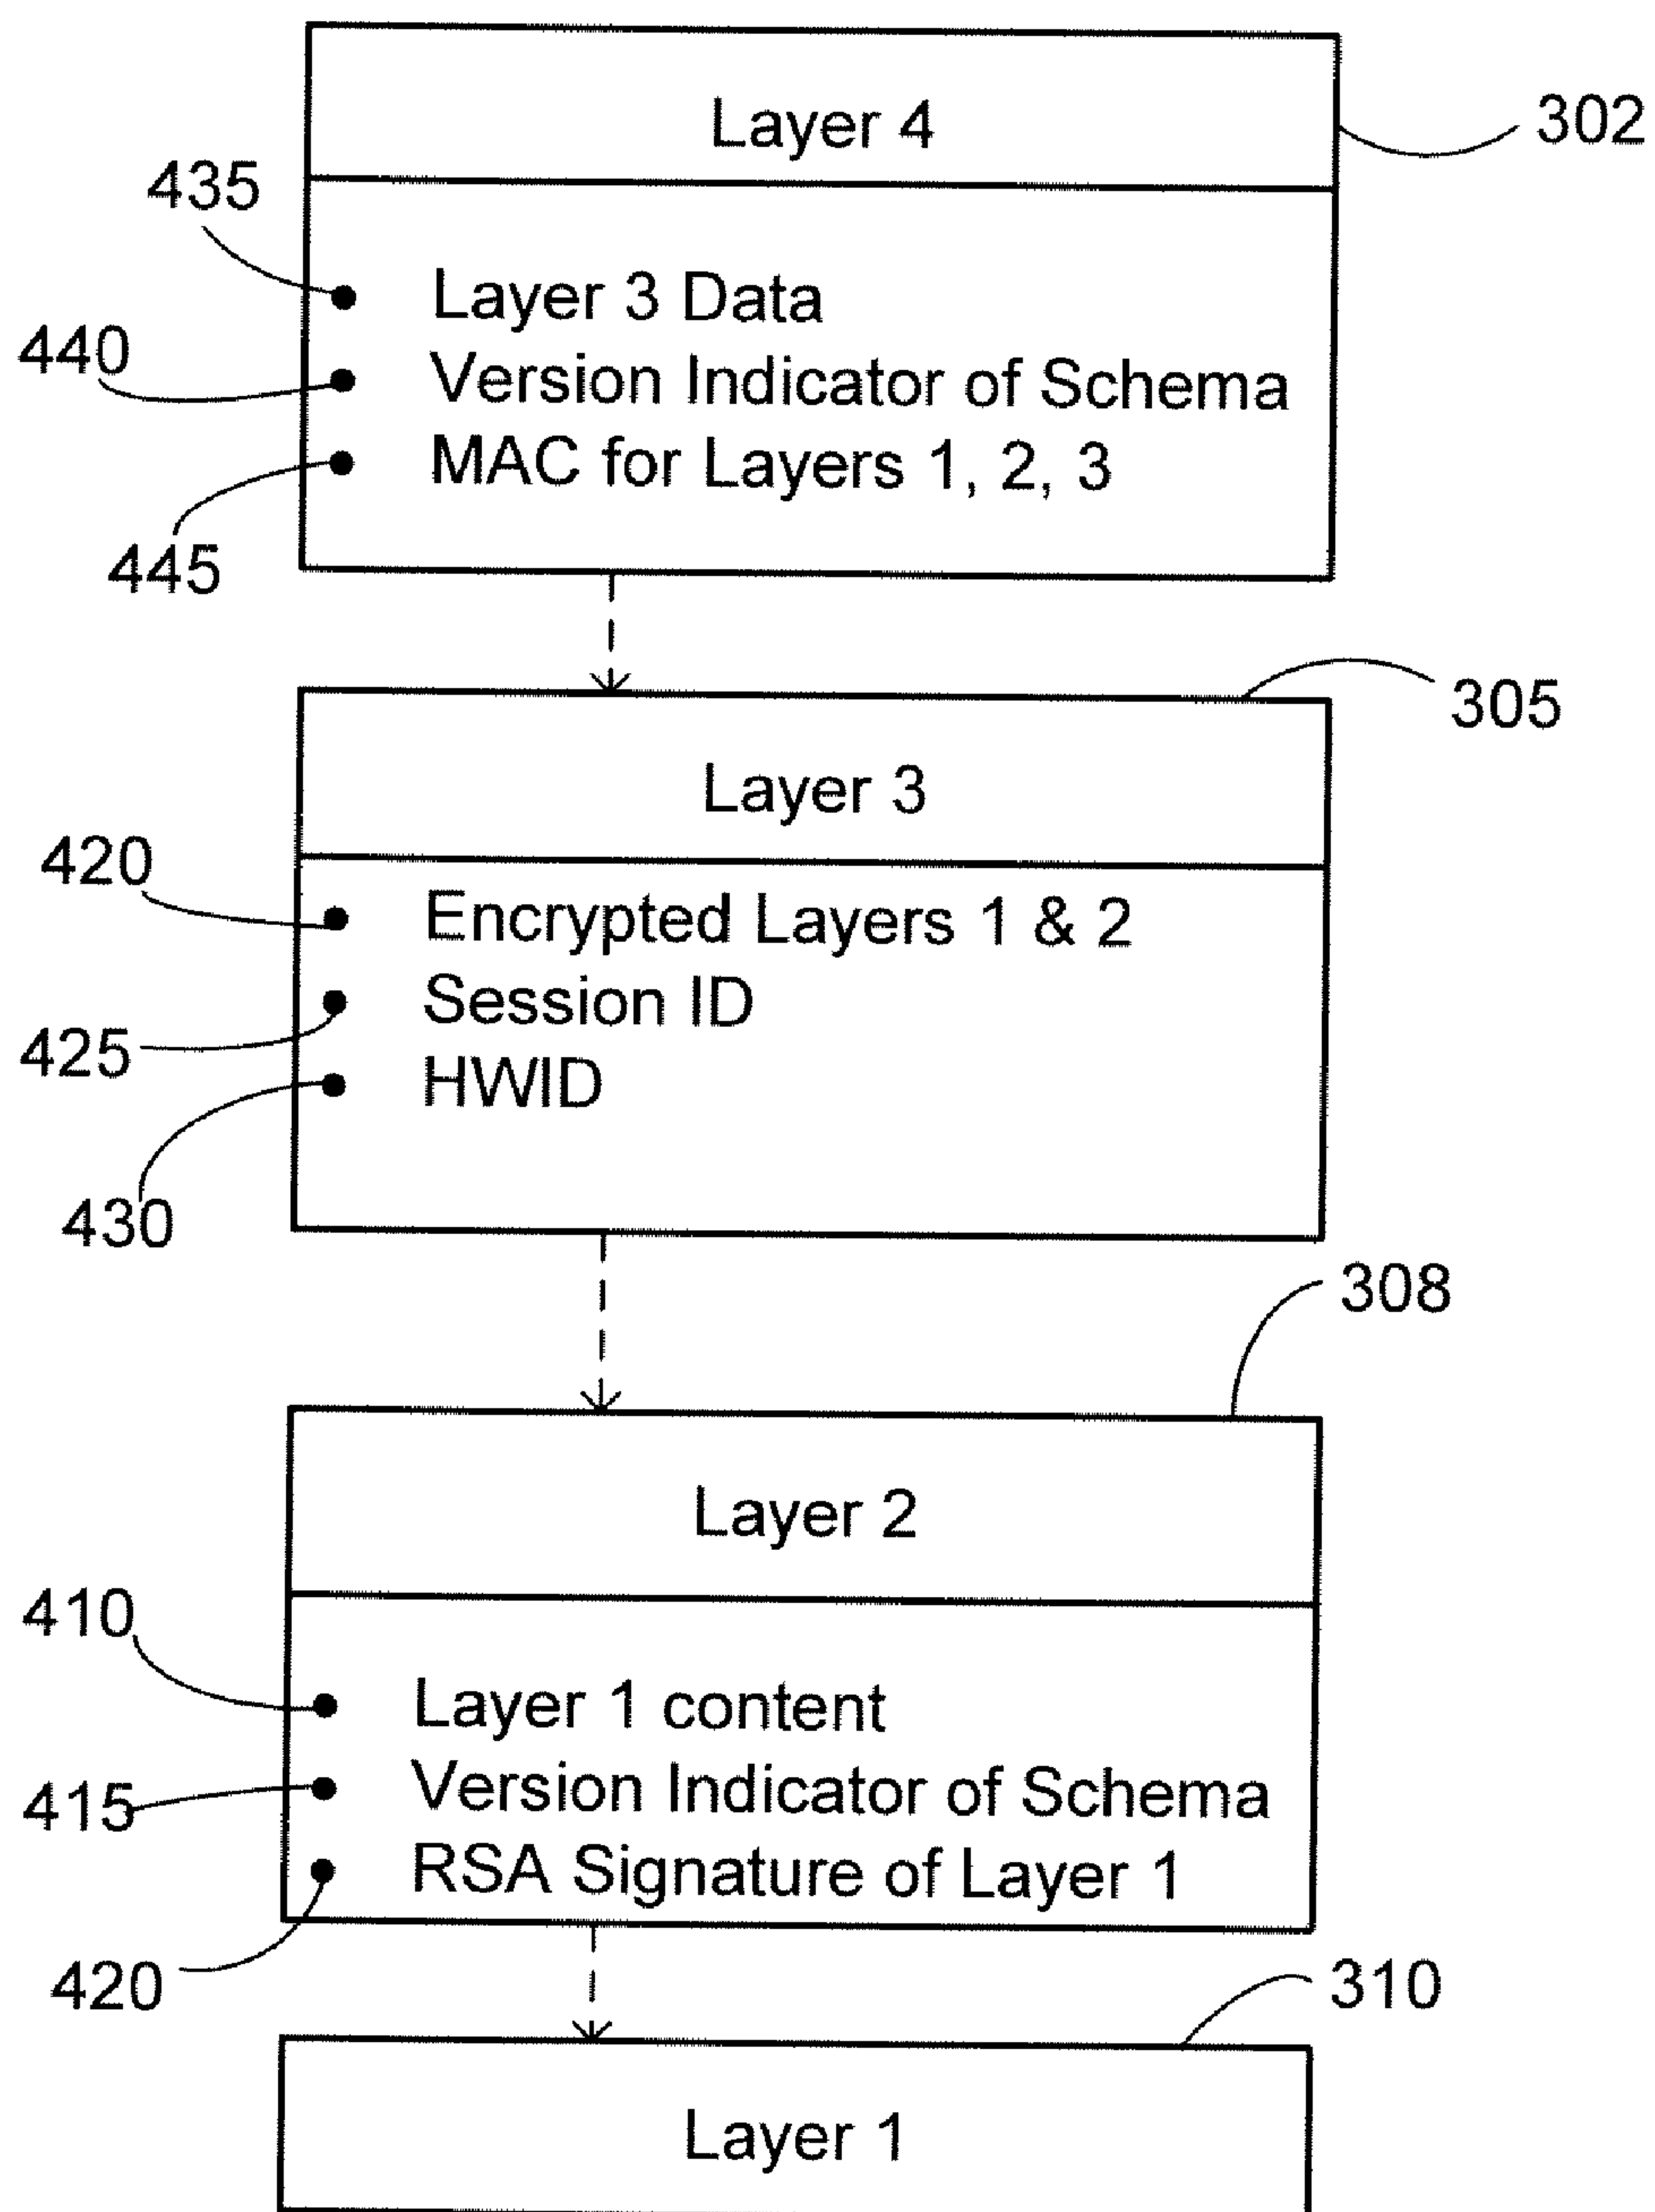 Layer 4
302
435
Layer 3 Data
440
Version Indicator of Schema
MAC for Layers 1, 2, 3
445
305
Layer 3
420
Encrypted Layers 1 & 2
Session ID
425
HWID
430
308
Layer 2
410
Layer 1 content
415
Version Indicator of Schema
RSA Signature of Layer 1
420
310
Layer 1